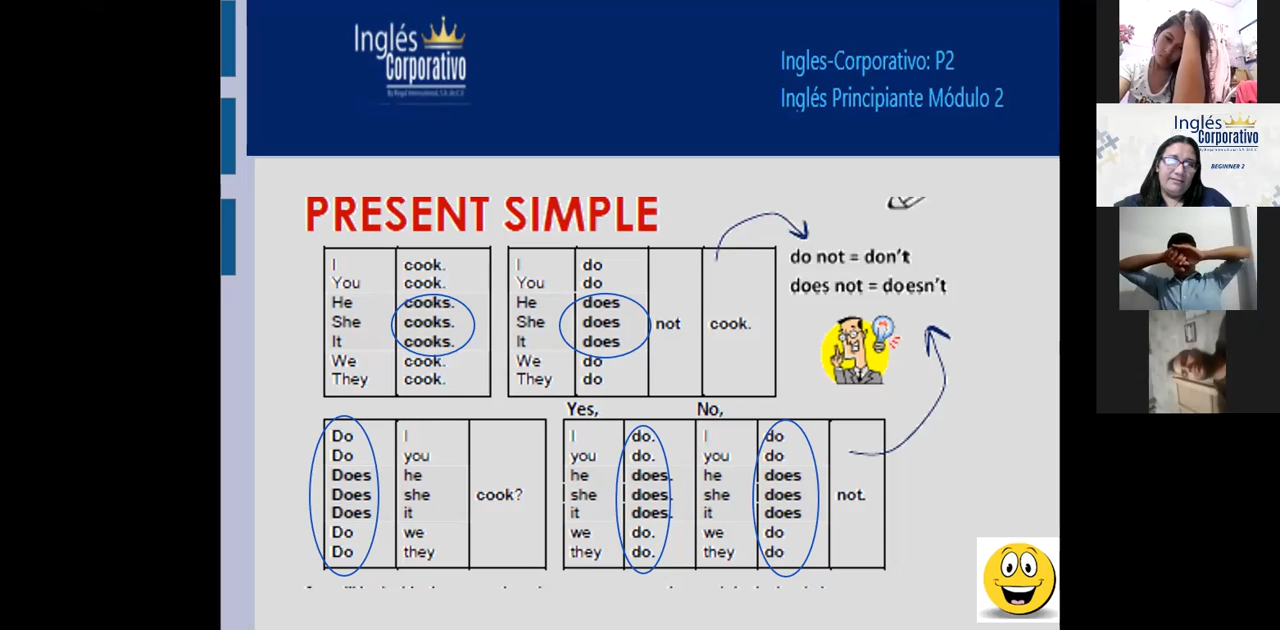 Inglés
Corporativo
By Regal International, S.A. de C.V.
Ingles-Corporativo: P2
Inglés Principiante Módulo 2
PRESENT SIMPLE
I cook.
You cook.
He cooks.
She cooks.
It cooks.
We cook.
They cook.
I do
You do
He does
She does not cook.
It does
We do
They do
do not = don't
does not = doesn't
Do I
Do you
Does he
Does she cook?
Does it
Do we
Do they
Yes, No,
I do. I do
you do. you do
he does. he does
she does. she does not.
it does. it does
we do. we do
they do. they do
Inglés
Corporativo
BEGINNER 2